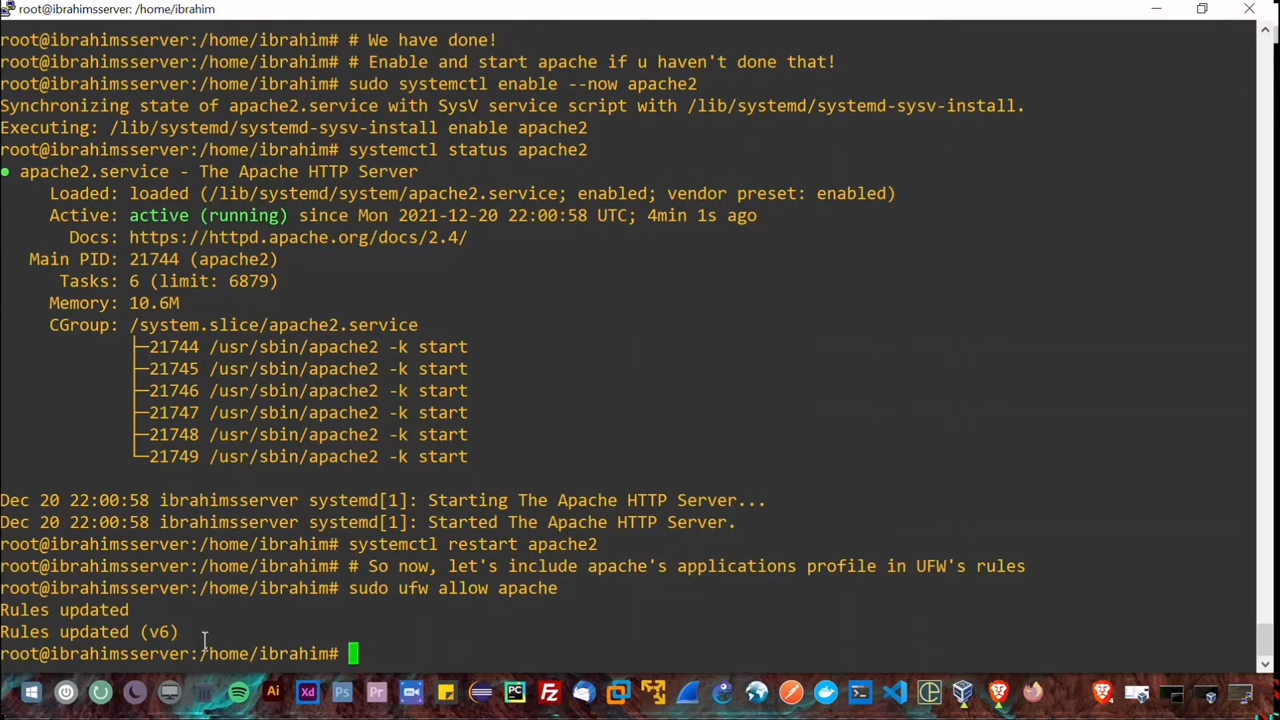 root@ibrahimsserver: /home/ibrahim
root@ibrahimsserver:/home/ibrahim# # We have done!
root@ibrahimsserver:/home/ibrahim# # Enable and start apache if u haven't done that!
root@ibrahimsserver:/home/ibrahim# sudo systemctl enable --now apache2
Synchronizing state of apache2.service with SysV service script with /lib/systemd/systemd-sysv-install.
Executing: /lib/systemd/systemd-sysv-install enable apache2
root@ibrahimsserver:/home/ibrahim# systemctl status apache2
● apache2.service - The Apache HTTP Server
Loaded: loaded (/lib/systemd/system/apache2.service; enabled; vendor preset: enabled)
Active: active (running) since Mon 2021-12-20 22:00:58 UTC; 4min 1s ago
Docs: https://httpd.apache.org/docs/2.4/
Main PID: 21744 (apache2)
Tasks: 6 (limit: 6879)
Memory: 10.6M
CGroup: /system.slice/apache2.service
├─21744 /usr/sbin/apache2 -k start
├─21745 /usr/sbin/apache2 -k start
├─21746 /usr/sbin/apache2 -k start
├─21747 /usr/sbin/apache2 -k start
├─21748 /usr/sbin/apache2 -k start
└─21749 /usr/sbin/apache2 -k start
Dec 20 22:00:58 ibrahimsserver systemd[1]: Starting The Apache HTTP Server...
Dec 20 22:00:58 ibrahimsserver systemd[1]: Started The Apache HTTP Server.
root@ibrahimsserver:/home/ibrahim# systemctl restart apache2
root@ibrahimsserver:/home/ibrahim# # So now, let's include apache's applications profile in UFW's rules
root@ibrahimsserver:/home/ibrahim# sudo ufw allow apache
Rules updated
Rules updated (v6)
root@ibrahimsserver:/home/ibrahim#
Ai Xd Ps Pr PC Fz